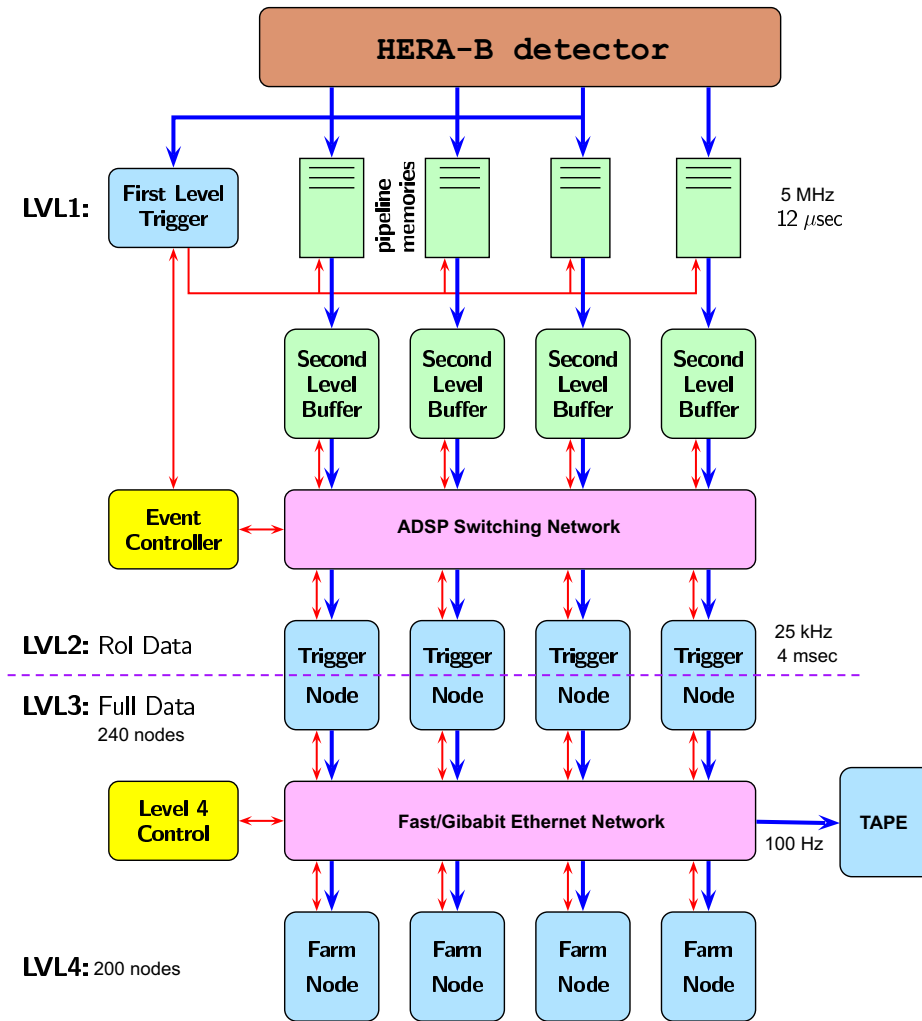 HERA-B detector
LVL1:
First Level
Trigger
pipeline
memories
5 MHz
12 μsec
Second
Level
Buffer
Second
Level
Buffer
Second
Level
Buffer
Second
Level
Buffer
Event
Controller
ADSP Switching Network
LVL2: RoI Data
Trigger
Node
Trigger
Node
Trigger
Node
Trigger
Node
25 kHz
4 msec
LVL3: Full Data
240 nodes
Level 4
Control
Fast/Gibabit Ethernet Network
100 Hz
TAPE
LVL4: 200 nodes
Farm
Node
Farm
Node
Farm
Node
Farm
Node